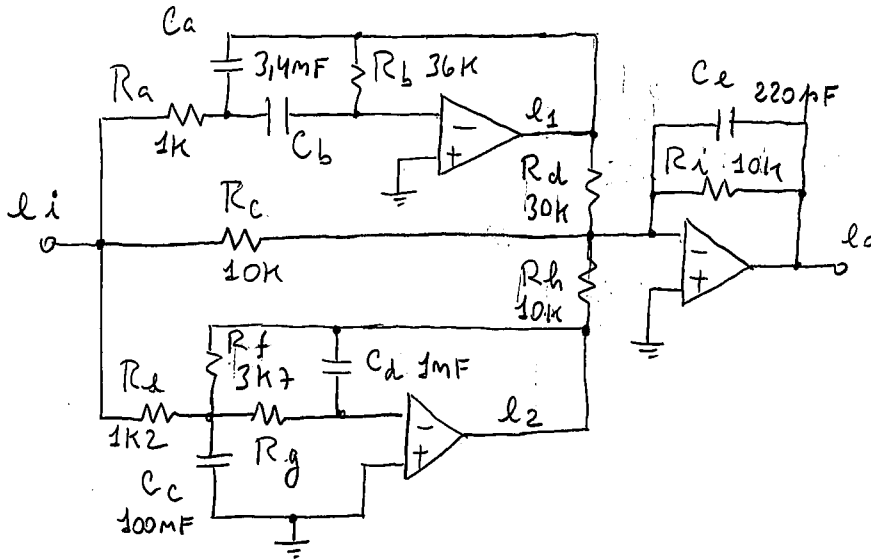 Ca
3,4mF
Rb 36K
Ra
1K
Cb
e1
Ce
220pF
Ri 10K
Rd
30K
ei
Rc
10K
eo
Rh
10K
Rf
3K7
Cd 1mF
Re
1K2
Rg
e2
Cc
100mF